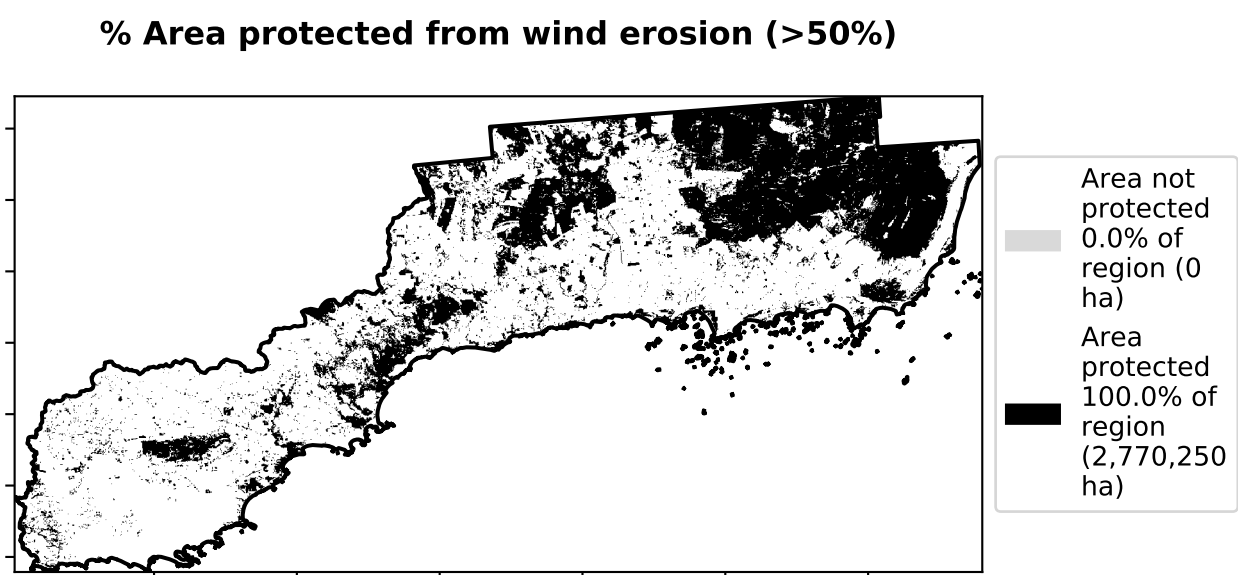 % Area protected from wind erosion (>50%)
Area not
protected
0.0% of
region (0
ha)
Area
protected
100.0% of
region
(2,770,250
ha)